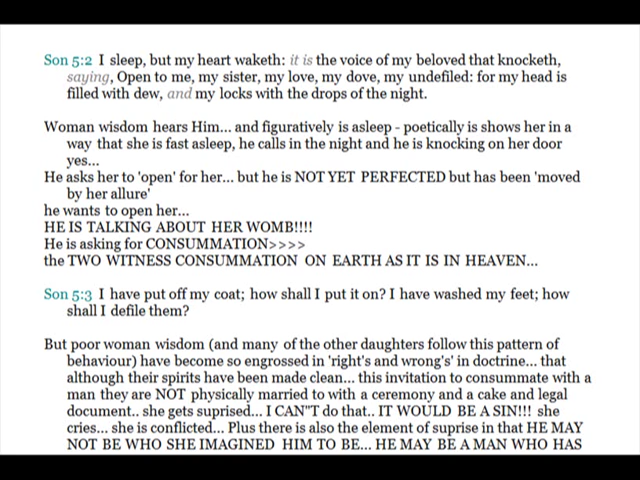 Son 5:2 I sleep, but my heart waketh: it is the voice of my beloved that knocketh,
saying, Open to me, my sister, my love, my dove, my undefiled: for my head is
filled with dew, and my locks with the drops of the night.
Woman wisdom hears Him... and figuratively is asleep - poetically is shows her in a
way that she is fast asleep, he calls in the night and he is knocking on her door
yes...
He asks her to 'open' for her... but he is NOT YET PERFECTED but has been 'moved
by her allure'
he wants to open her...
HE IS TALKING ABOUT HER WOMB!!!!
He is asking for CONSUMMATION>>>>
the TWO WITNESS CONSUMMATION ON EARTH AS IT IS IN HEAVEN...
Son 5:3 I have put off my coat; how shall I put it on? I have washed my feet; how
shall I defile them?
But poor woman wisdom (and many of the other daughters follow this pattern of
behaviour) have become so engrossed in 'right's and wrong's' in doctrine... that
although their spirits have been made clean... this invitation to consummate with a
man they are NOT physically married to with a ceremony and a cake and legal
document.. she gets suprised... I CAN"T do that.. IT WOULD BE A SIN!!! she
cries... she is conflicted... Plus there is also the element of suprise in that HE MAY
NOT BE WHO SHE IMAGINED HIM TO BE... HE MAY BE A MAN WHO HAS